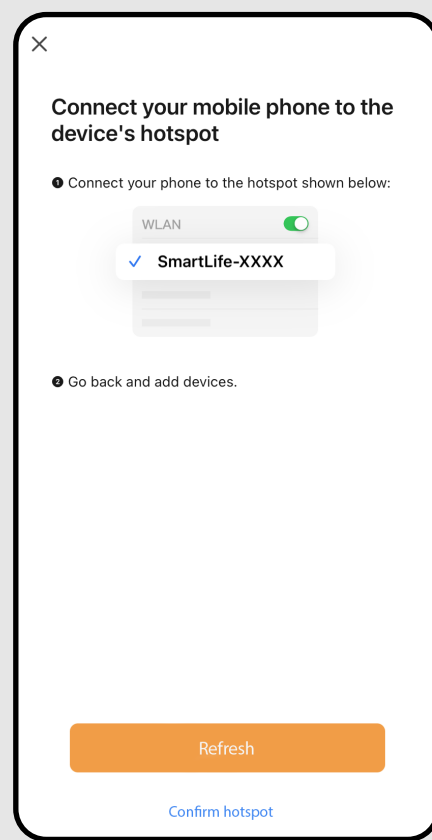 Connect your mobile phone to the
device's hotspot
❶ Connect your phone to the hotspot shown below:
WLAN
SmartLife-XXXX
❷ Go back and add devices.
Refresh
Confirm hotspot